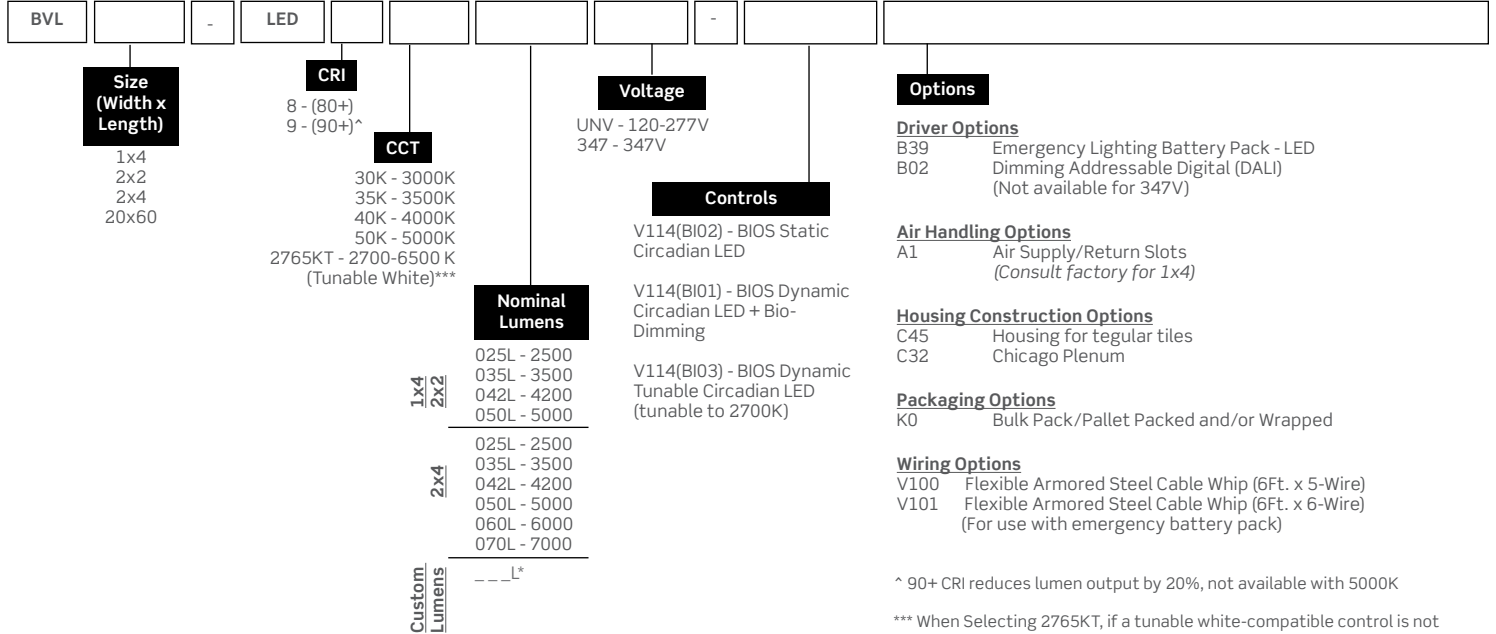 BVL - LED -
Size
(Width x
Length)
1x4
2x2
2x4
20x60
CRI
8 - (80+)
9 - (90+)^
CCT
30K - 3000K
35K - 3500K
40K - 4000K
50K - 5000K
2765KT - 2700-6500 K
(Tunable White)***
Nominal
Lumens
1x4
2x2
025L - 2500
035L - 3500
042L - 4200
050L - 5000
2x4
025L - 2500
035L - 3500
042L - 4200
050L - 5000
060L - 6000
070L - 7000
Custom
Lumens
_ _ _L*
Voltage
UNV - 120-277V
347 - 347V
Controls
V114(BI02) - BIOS Static
Circadian LED
V114(BI01) - BIOS Dynamic
Circadian LED + Bio-
Dimming
V114(BI03) - BIOS Dynamic
Tunable Circadian LED
(tunable to 2700K)
Options
Driver Options
B39 Emergency Lighting Battery Pack - LED
B02 Dimming Addressable Digital (DALI)
(Not available for 347V)
Air Handling Options
A1 Air Supply/Return Slots
(Consult factory for 1x4)
Housing Construction Options
C45 Housing for tegular tiles
C32 Chicago Plenum
Packaging Options
K0 Bulk Pack/Pallet Packed and/or Wrapped
Wiring Options
V100 Flexible Armored Steel Cable Whip (6Ft. x 5-Wire)
V101 Flexible Armored Steel Cable Whip (6Ft. x 6-Wire)
(For use with emergency battery pack)
^ 90+ CRI reduces lumen output by 20%, not available with 5000K
*** When Selecting 2765KT, if a tunable white-compatible control is not